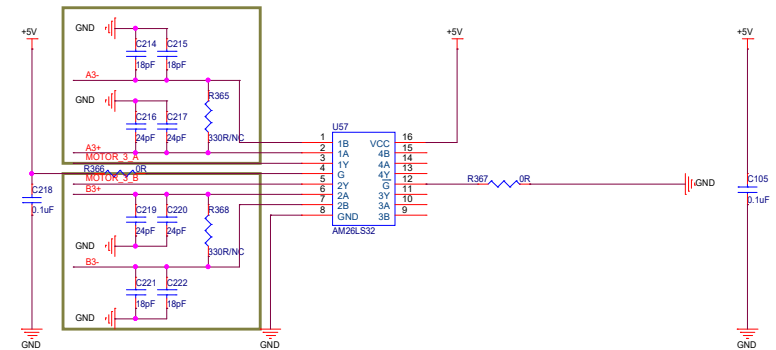 GND
+5V
C214
C215
18pF
18pF
A3-
GND
R365
C216
C217
24pF
24pF
330R/NC
A3+
MOTOR_3_A
R366
0R
MOTOR_3_B
B3+
C218
0.1uF
C219
C220
R368
24pF
24pF
GND
330R/NC
B3-
C221
C222
18pF
18pF
GND
GND
GND
+5V
U57
1
1B
VCC
16
2
1A
4B
15
3
1Y
4A
14
4
G
4Y
13
5
2Y
G
12
6
2A
3Y
11
7
2B
3A
10
8
GND
3B
9
AM26LS32
R367
0R
GND
+5V
C105
0.1uF
GND